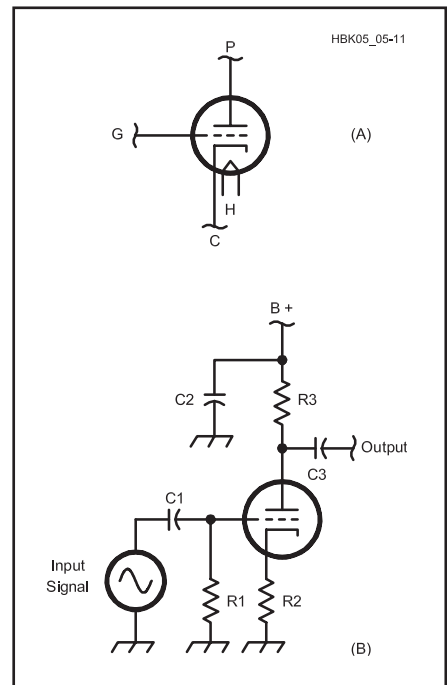 HBK05_05-11
P
(A)
G
H
C
B +
C2
R3
Output
C3
C1
Input
Signal
R1
R2
(B)